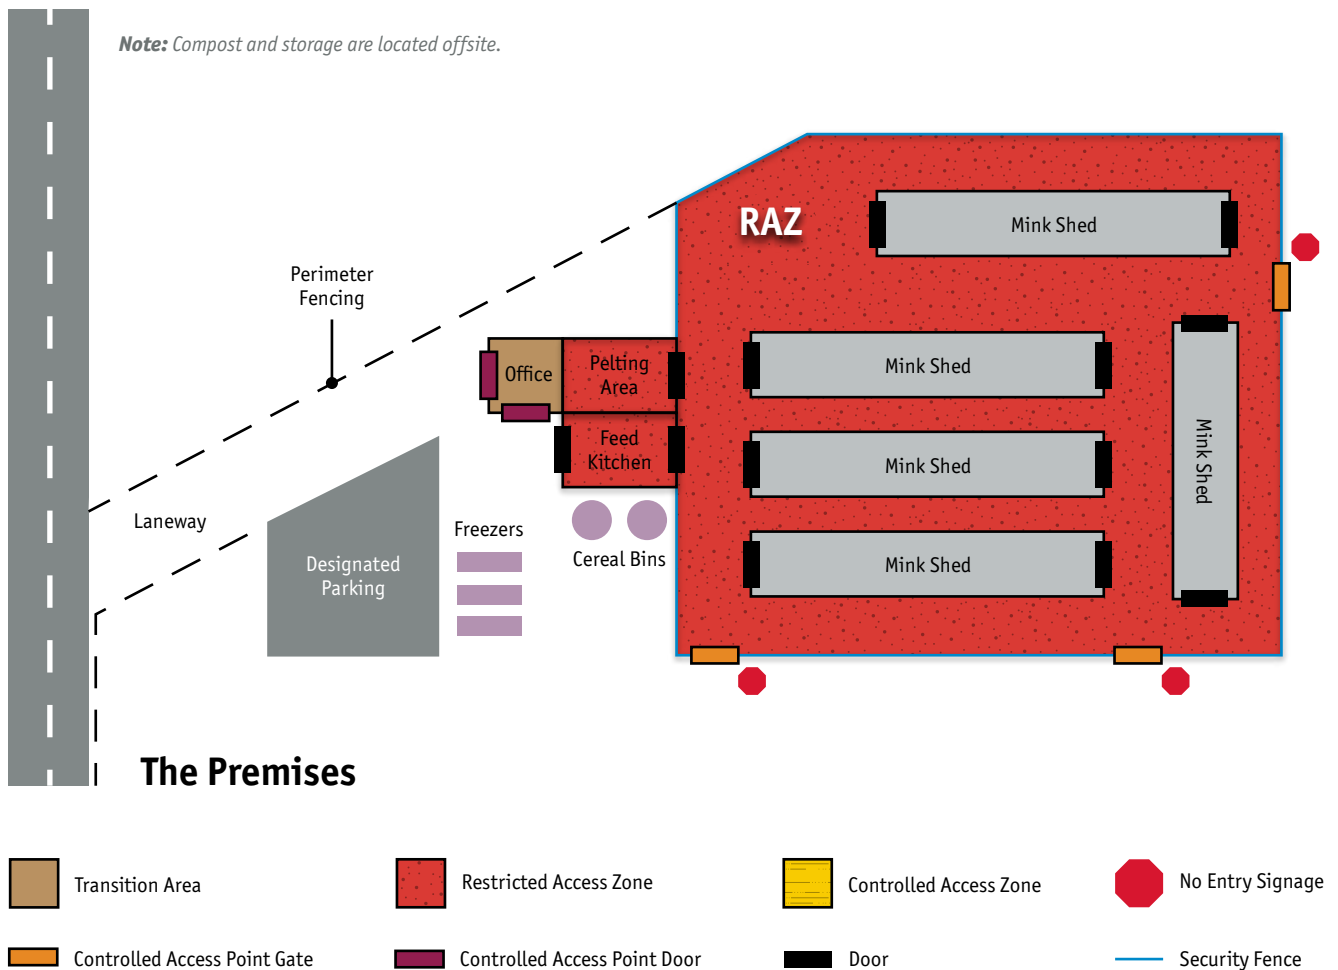 Note: Compost and storage are located offsite.
RAZ
Mink Shed
Perimeter
Fencing
Office
Pelting
Area
Mink Shed
Feed
Kitchen
Mink Shed
Mink Shed
Laneway
Freezers
Cereal Bins
Designated
Parking
Mink Shed
The Premises
Transition Area
Restricted Access Zone
Controlled Access Zone
No Entry Signage
Controlled Access Point Gate
Controlled Access Point Door
Door
Security Fence